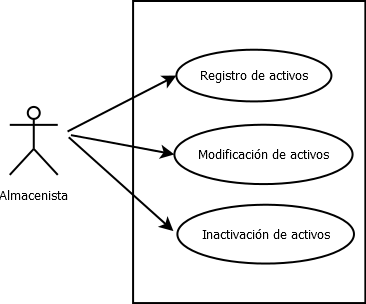 Registro de activos
Modificación de activos
Almacenista
Inactivación de activos